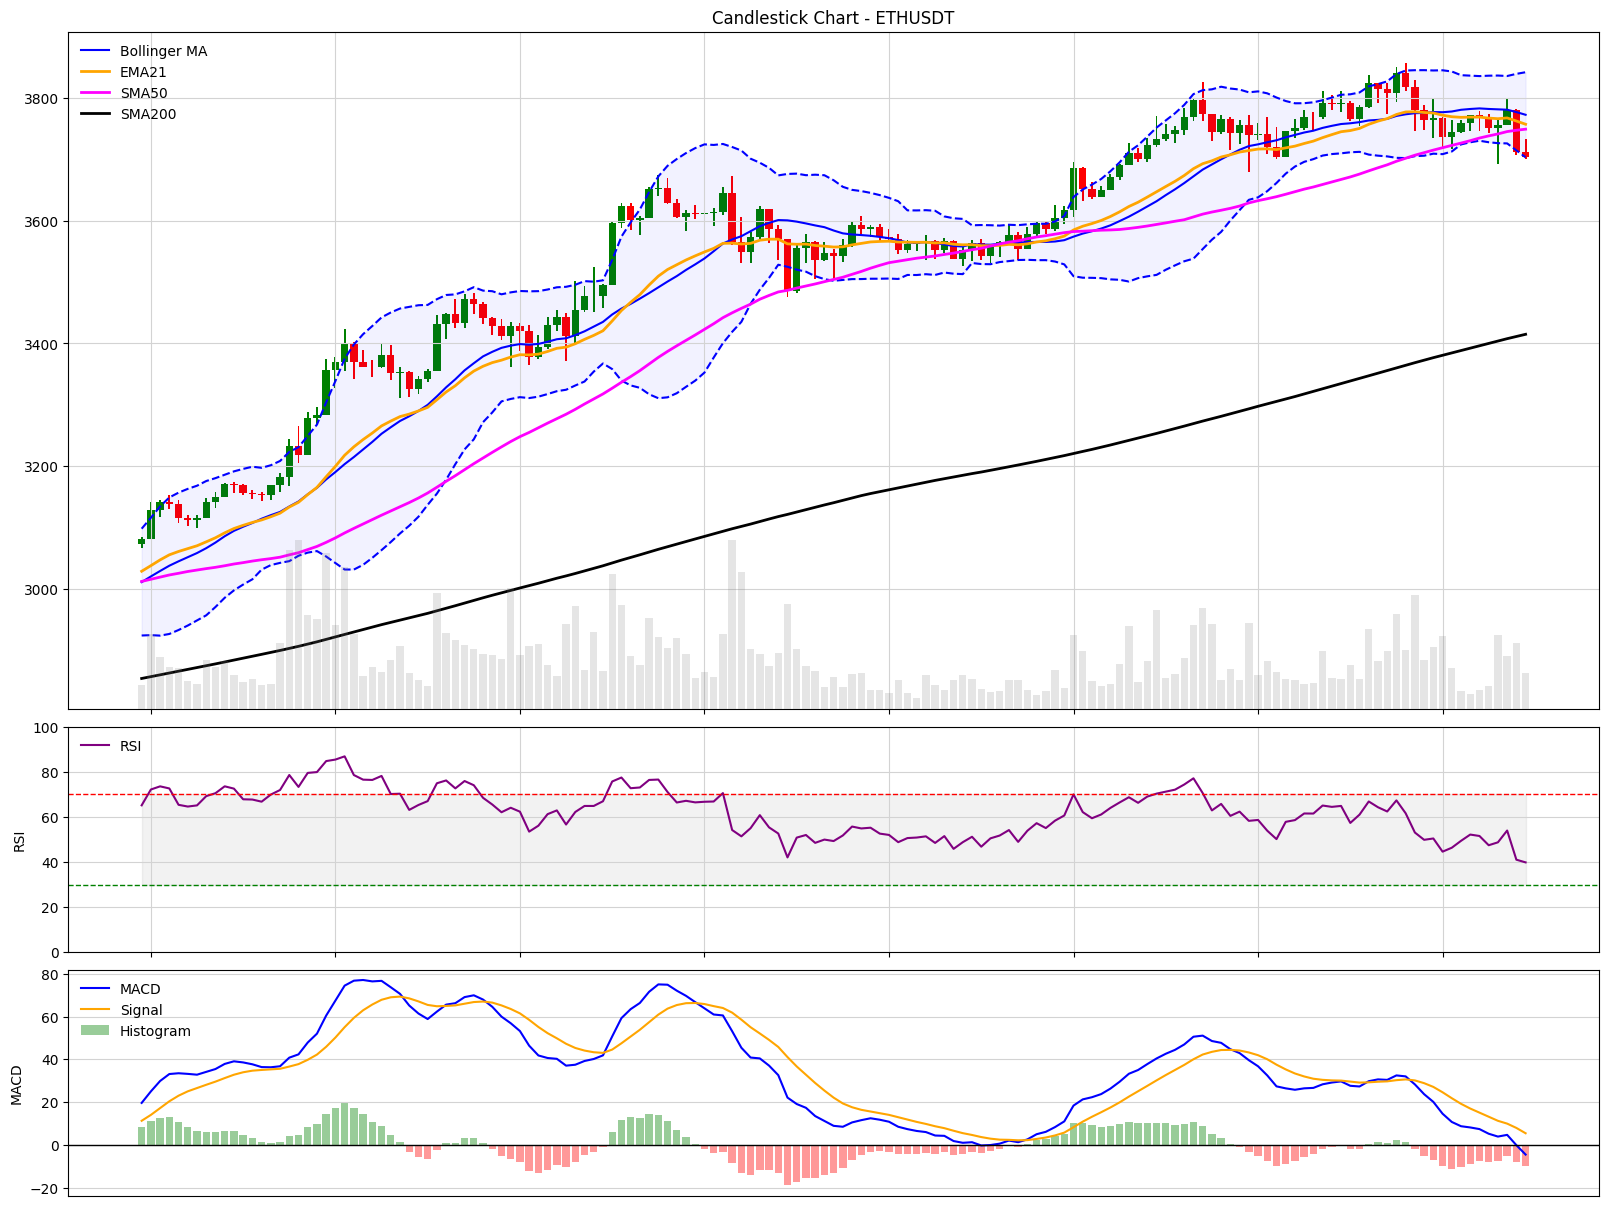 Candlestick Chart - ETHUSDT
Bollinger MA
EMA21
SMA50
SMA200
3800
3600
3400
3200
3000
RSI
100
80
60
40
20
0
RSI
MACD
Signal
Histogram
80
60
40
20
0
−20
MACD